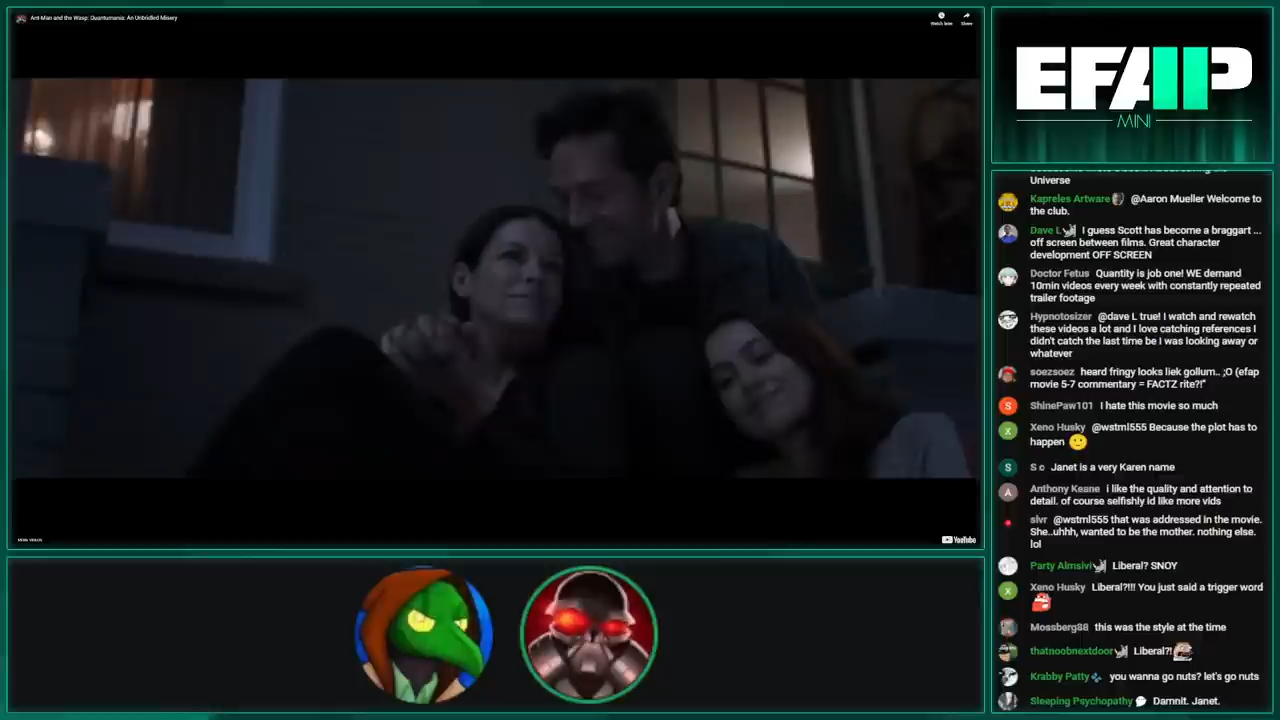 Ant-Man and the Wasp: Quantumania: An Unbridled Misery
Watch later
Share
EFAP
MINI
Universe
Kapreles Artware @Aaron Mueller Welcome to
the club.
Dave L I guess Scott has become a braggart ...
off screen between films. Great character
development OFF SCREEN
Doctor Fetus Quantity is job one! WE demand
10min videos every week with constantly repeated
trailer footage
Hypnotosizer @dave L true! I watch and rewatch
these videos a lot and I love catching references I
didn't catch the last time be I was looking away or
whatever
soezsoez heard fringy looks liek gollum.. ;O (efap
movie 5-7 commentary = FACTZ rite?!"
ShinePaw101 I hate this movie so much
Xeno Husky @wstml555 Because the plot has to
happen
S c Janet is a very Karen name
Anthony Keane i like the quality and attention to
detail. of course selfishly id like more vids
slvr @wstml555 that was addressed in the movie.
She..uhhh, wanted to be the mother. nothing else.
lol
Party Almsivi Liberal? SNOY
Xeno Husky Liberal?!!! You just said a trigger word
Mossberg88 this was the style at the time
thatnoobnextdoor Liberal?!
Krabby Patty you wanna go nuts? let's go nuts
Sleeping Psychopathy Damnit. Janet.
MORE VIDEOS
YouTube